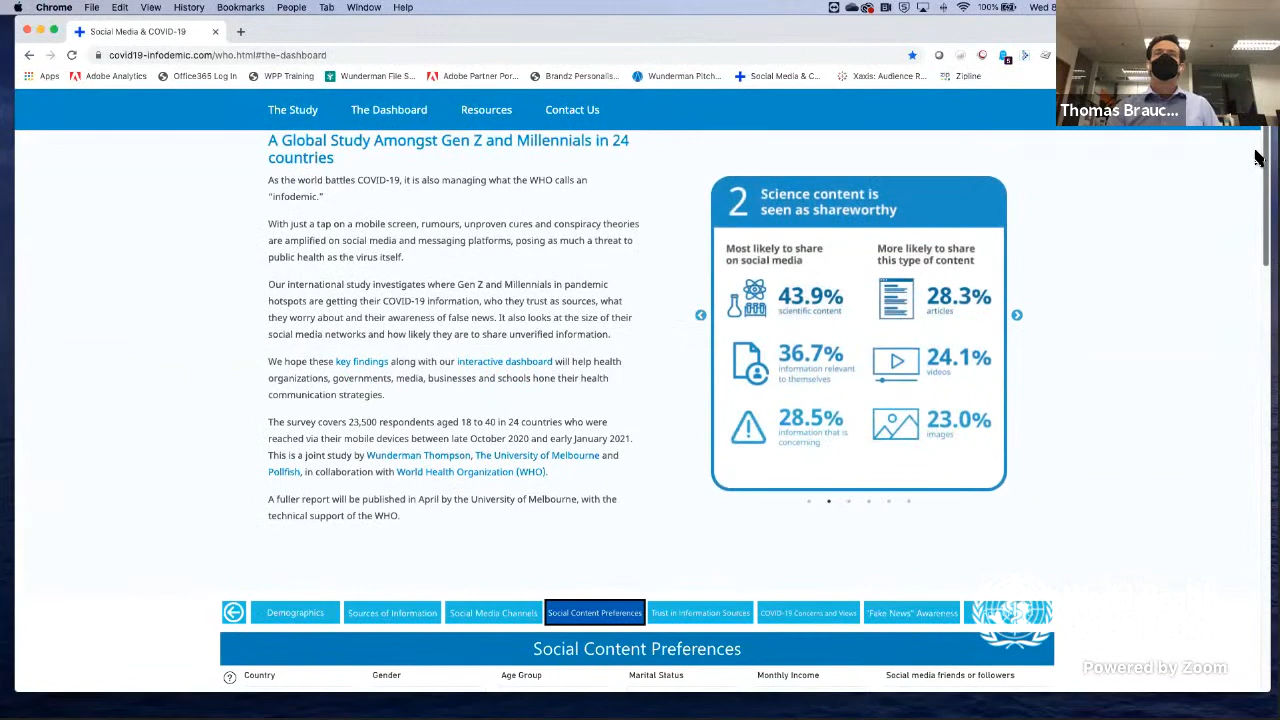 Chrome File Edit View History Bookmarks People Tab Window Help 100% Wed 8
Social Media & COVID-19
covid19-infodemic.com/who.html#the-dashboard
Apps Adobe Analytics Office365 Log In WPP Training Wunderman File S... Adobe Partner Por... Brandz Personalis... Wunderman Pitch... Social Media & C... Xaxis: Audience R... Zipline
Thomas Brauc...
The Study The Dashboard Resources Contact Us
A Global Study Amongst Gen Z and Millennials in 24
countries
As the world battles COVID-19, it is also managing what the WHO calls an
"infodemic."
With just a tap on a mobile screen, rumours, unproven cures and conspiracy theories
are amplified on social media and messaging platforms, posing as much a threat to
public health as the virus itself.
Our international study investigates where Gen Z and Millennials in pandemic
hotspots are getting their COVID-19 information, who they trust as sources, what
they worry about and their awareness of false news. It also looks at the size of their
social media networks and how likely they are to share unverified information.
We hope these key findings along with our interactive dashboard will help health
organizations, governments, media, businesses and schools hone their health
communication strategies.
The survey covers 23,500 respondents aged 18 to 40 in 24 countries who were
reached via their mobile devices between late October 2020 and early January 2021.
This is a joint study by Wunderman Thompson, The University of Melbourne and
Pollfish, in collaboration with World Health Organization (WHO).
A fuller report will be published in April by the University of Melbourne, with the
technical support of the WHO.
2 Science content is
seen as shareworthy
Most likely to share
on social media
More likely to share
this type of content
43.9%
scientific content
28.3%
articles
36.7%
information relevant
to themselves
24.1%
videos
28.5%
information that is
concerning
23.0%
images
Demographics Sources of Information Social Media Channels Social Content Preferences Trust in Information Sources COVID-19 Concerns and Views "Fake News" Awareness
Social Content Preferences
Powered by Zoom
? Country Gender Age Group Marital Status Monthly Income Social media friends or followers